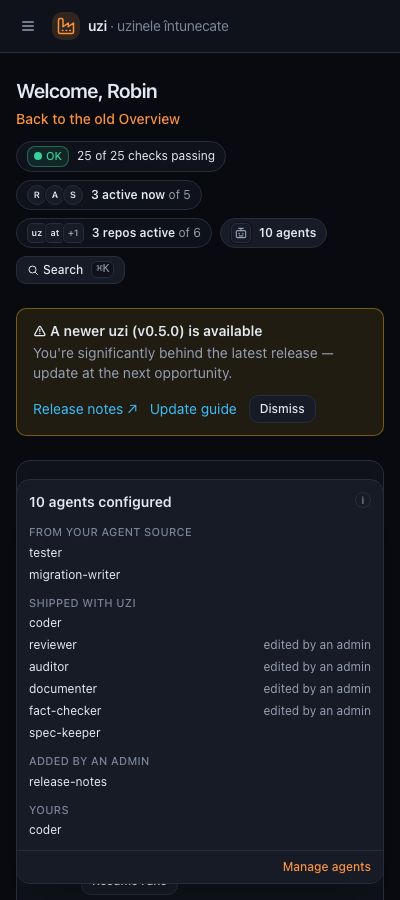 uzi · uzinele întunecate
Welcome, Robin
Back to the old Overview
OK 25 of 25 checks passing
R A S 3 active now of 5
uz at +1 3 repos active of 6 10 agents
Search ⌘K
A newer uzi (v0.5.0) is available
You're significantly behind the latest release —
update at the next opportunity.
Release notes ↗ Update guide Dismiss
10 agents configured i
FROM YOUR AGENT SOURCE
tester
migration-writer
SHIPPED WITH UZI
coder
reviewer edited by an admin
auditor edited by an admin
documenter edited by an admin
fact-checker edited by an admin
spec-keeper
ADDED BY AN ADMIN
release-notes
YOURS
coder
Manage agents